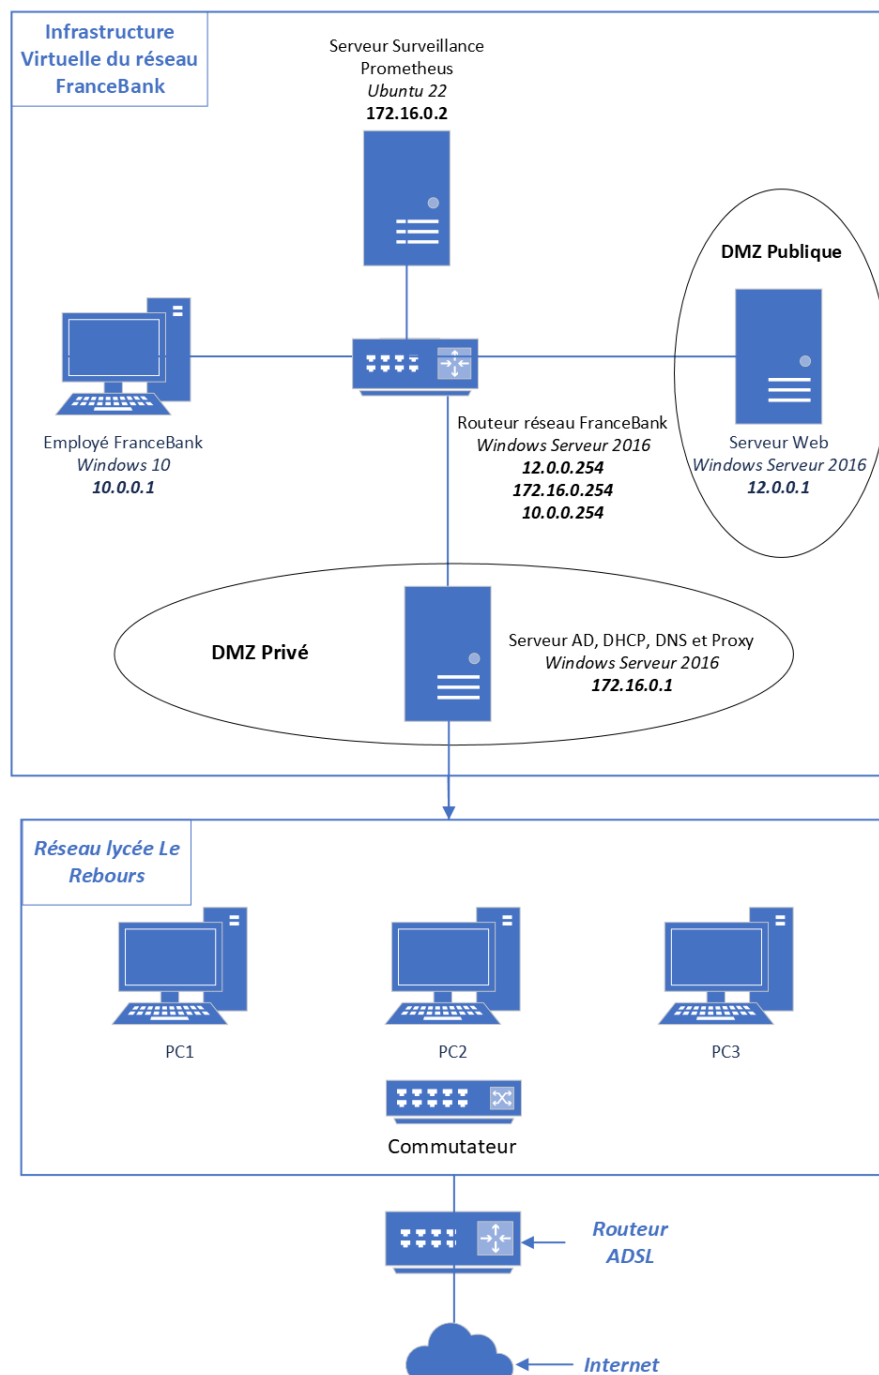 Infrastructure
Virtuelle du réseau
FranceBank
Serveur Surveillance
Prometheus
Ubuntu 22
172.16.0.2
DMZ Publique
Employé FranceBank
Windows 10
10.0.0.1
Routeur réseau FranceBank
Windows Serveur 2016
12.0.0.254
172.16.0.254
10.0.0.254
Serveur Web
Windows Serveur 2016
12.0.0.1
DMZ Privé
Serveur AD, DHCP, DNS et Proxy
Windows Serveur 2016
172.16.0.1
Réseau lycée Le
Rebours
PC1
PC2
PC3
Commutateur
Routeur
ADSL
Internet